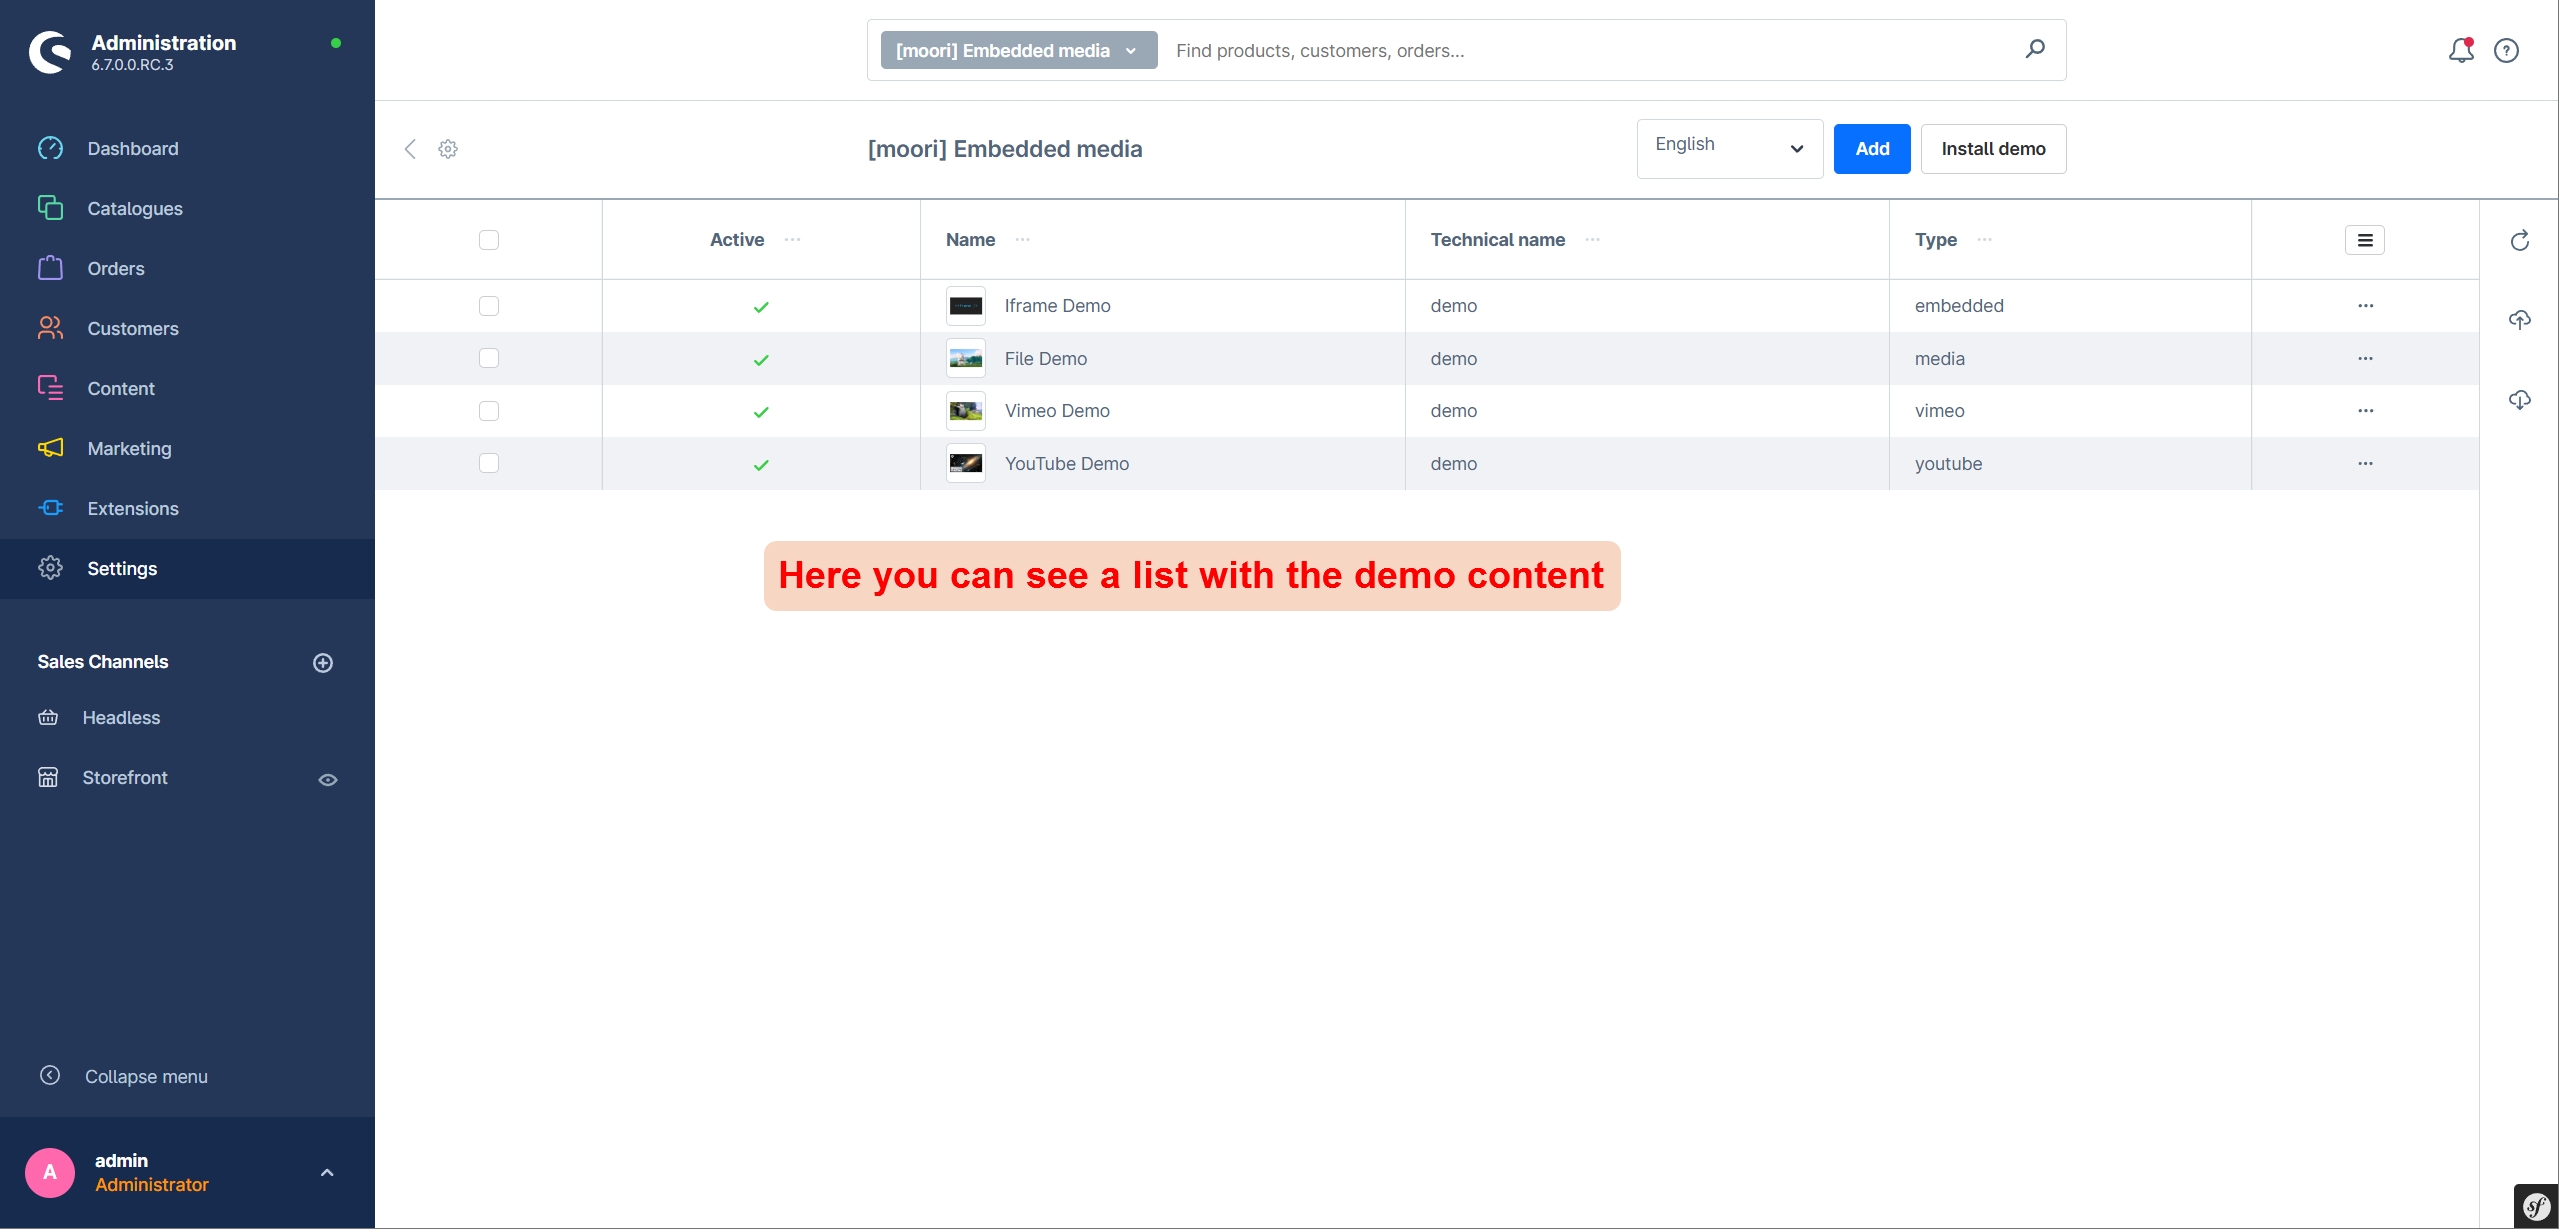 Administration
6.7.0.0.RC.3
Dashboard
Catalogues
Orders
Customers
Content
Marketing
Extensions
Settings
Sales Channels
Headless
Storefront
Collapse menu
A
admin
Administrator
[moori] Embedded media
Find products, customers, orders...
[moori] Embedded media
English
Add
Install demo
Active Name Technical name Type
Iframe Demo demo embedded
File Demo demo media
Vimeo Demo demo vimeo
YouTube Demo demo youtube
Here you can see a list with the demo content
sf